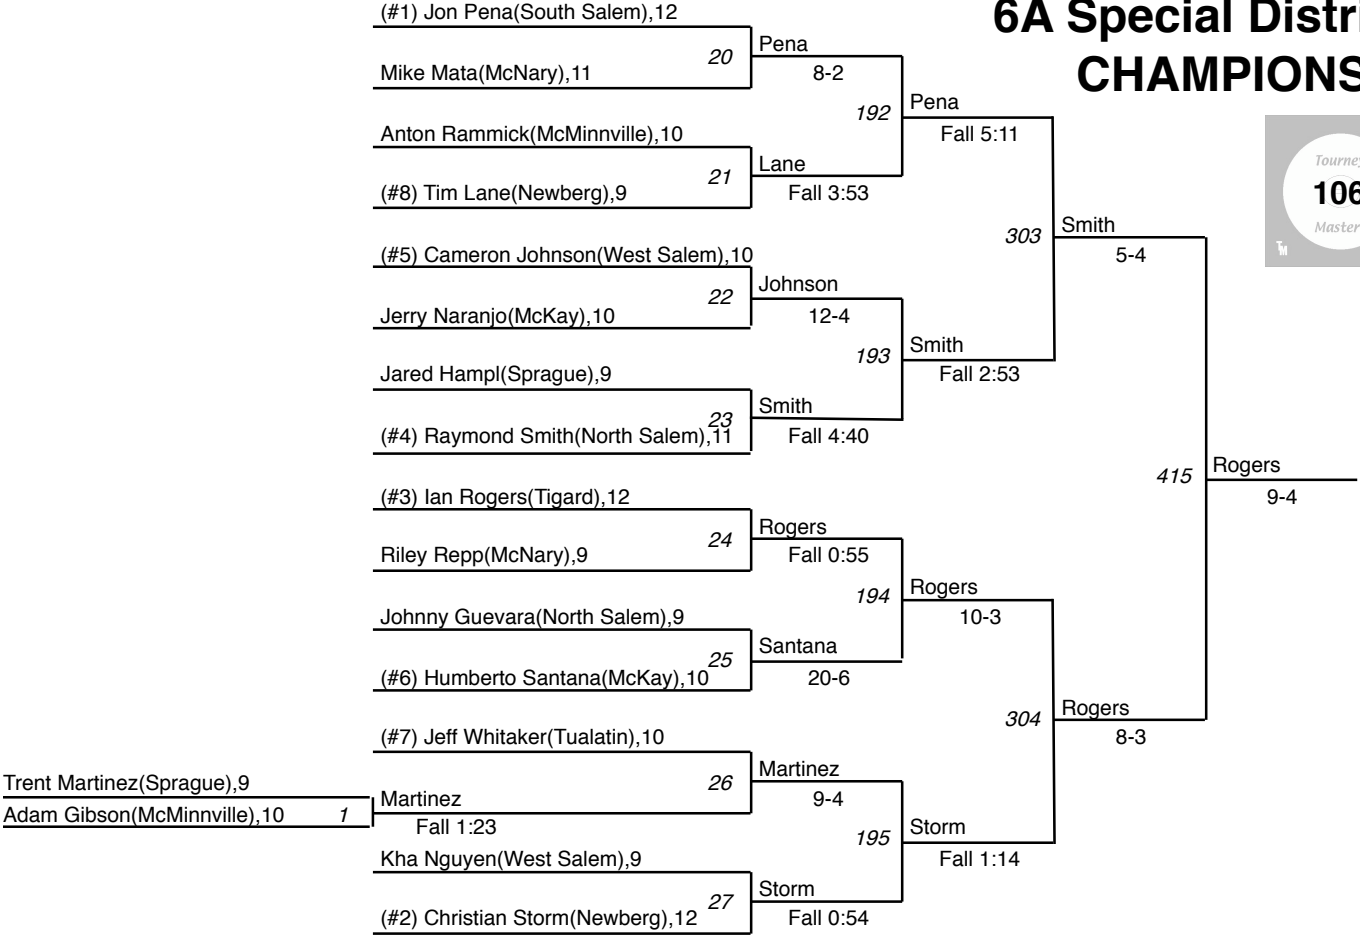 (#1) Jon Pena(South Salem),12
6A Special Distri
20
Pena
Mike Mata(McNary),11
8-2
CHAMPIONS
192
Pena
Anton Rammick(McMinnville),10
Fall 5:11
21
Lane
(#8) Tim Lane(Newberg),9
Fall 3:53
Tourney
106
Master
TM
303
Smith
5-4
(#5) Cameron Johnson(West Salem),10
22
Johnson
Jerry Naranjo(McKay),10
12-4
193
Smith
Jared Hampl(Sprague),9
Fall 2:53
23
Smith
(#4) Raymond Smith(North Salem),11
Fall 4:40
415
Rogers
9-4
(#3) Ian Rogers(Tigard),12
24
Rogers
Riley Repp(McNary),9
Fall 0:55
194
Rogers
Johnny Guevara(North Salem),9
10-3
25
Santana
(#6) Humberto Santana(McKay),10
20-6
304
Rogers
8-3
(#7) Jeff Whitaker(Tualatin),10
26
Martinez
9-4
Trent Martinez(Sprague),9
Adam Gibson(McMinnville),10
1
Martinez
Fall 1:23
195
Storm
Kha Nguyen(West Salem),9
Fall 1:14
27
Storm
(#2) Christian Storm(Newberg),12
Fall 0:54